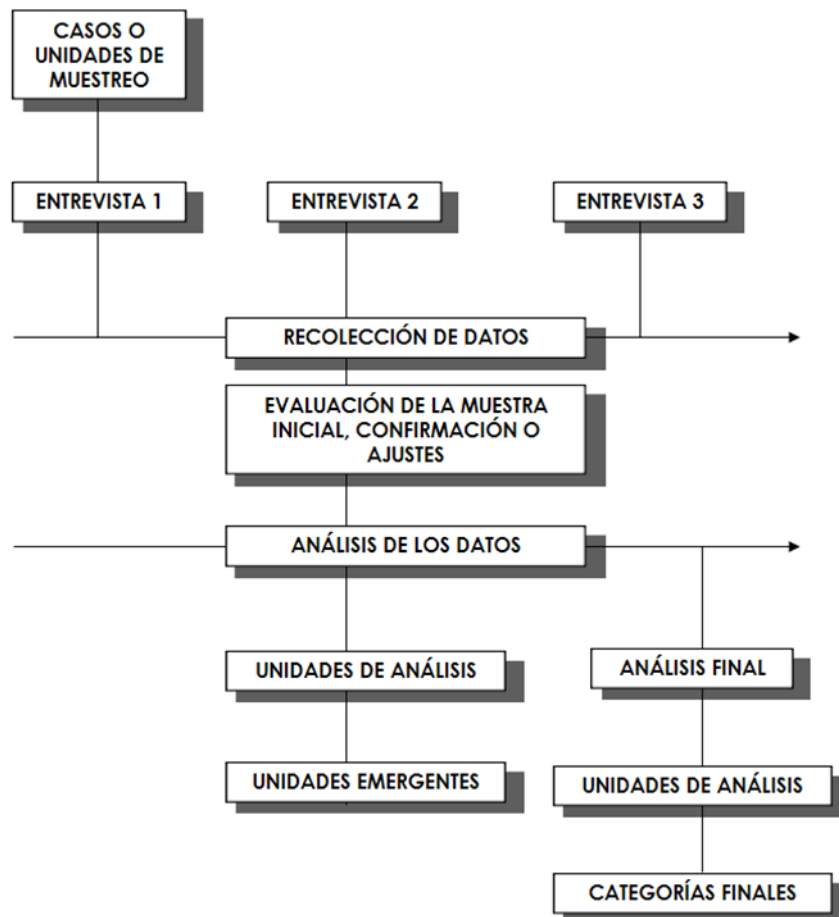 CASOS O
UNIDADES DE
MUESTREO
ENTREVISTA 1
ENTREVISTA 2
ENTREVISTA 3
RECOLECCIÓN DE DATOS
EVALUACIÓN DE LA MUESTRA
INICIAL, CONFIRMACIÓN O
AJUSTES
ANÁLISIS DE LOS DATOS
UNIDADES DE ANÁLISIS
ANÁLISIS FINAL
UNIDADES EMERGENTES
UNIDADES DE ANÁLISIS
CATEGORÍAS FINALES